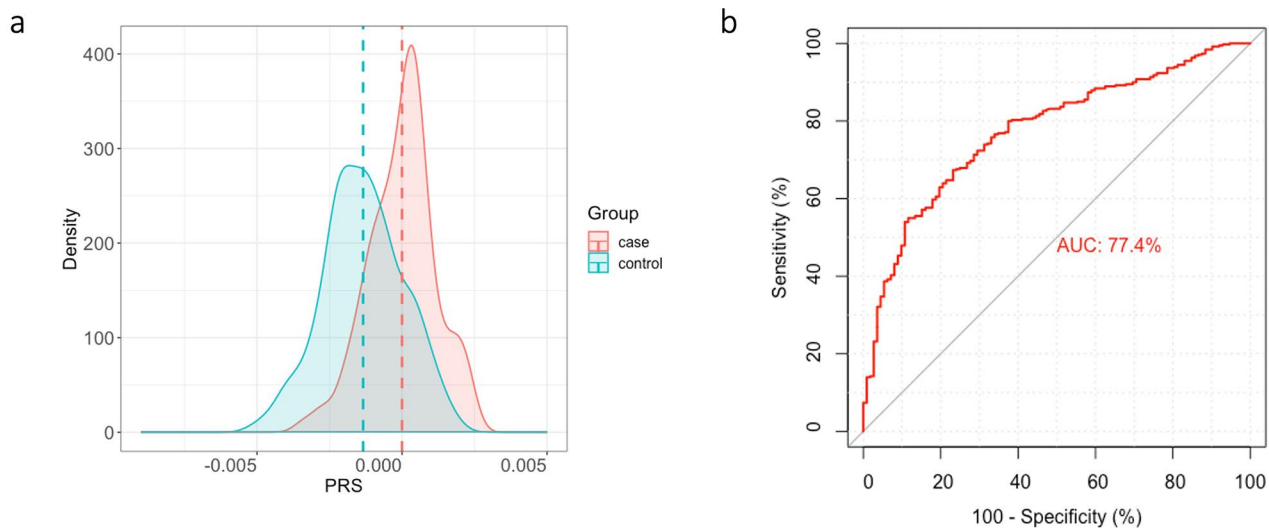 a
400
300
200
100
0
Density
-0.005
0.000
0.005
PRS
Group
case
control
b
100
80
60
40
20
0
Sensitivity (%)
AUC: 77.4%
0
20
40
60
80
100
100 - Specificity (%)